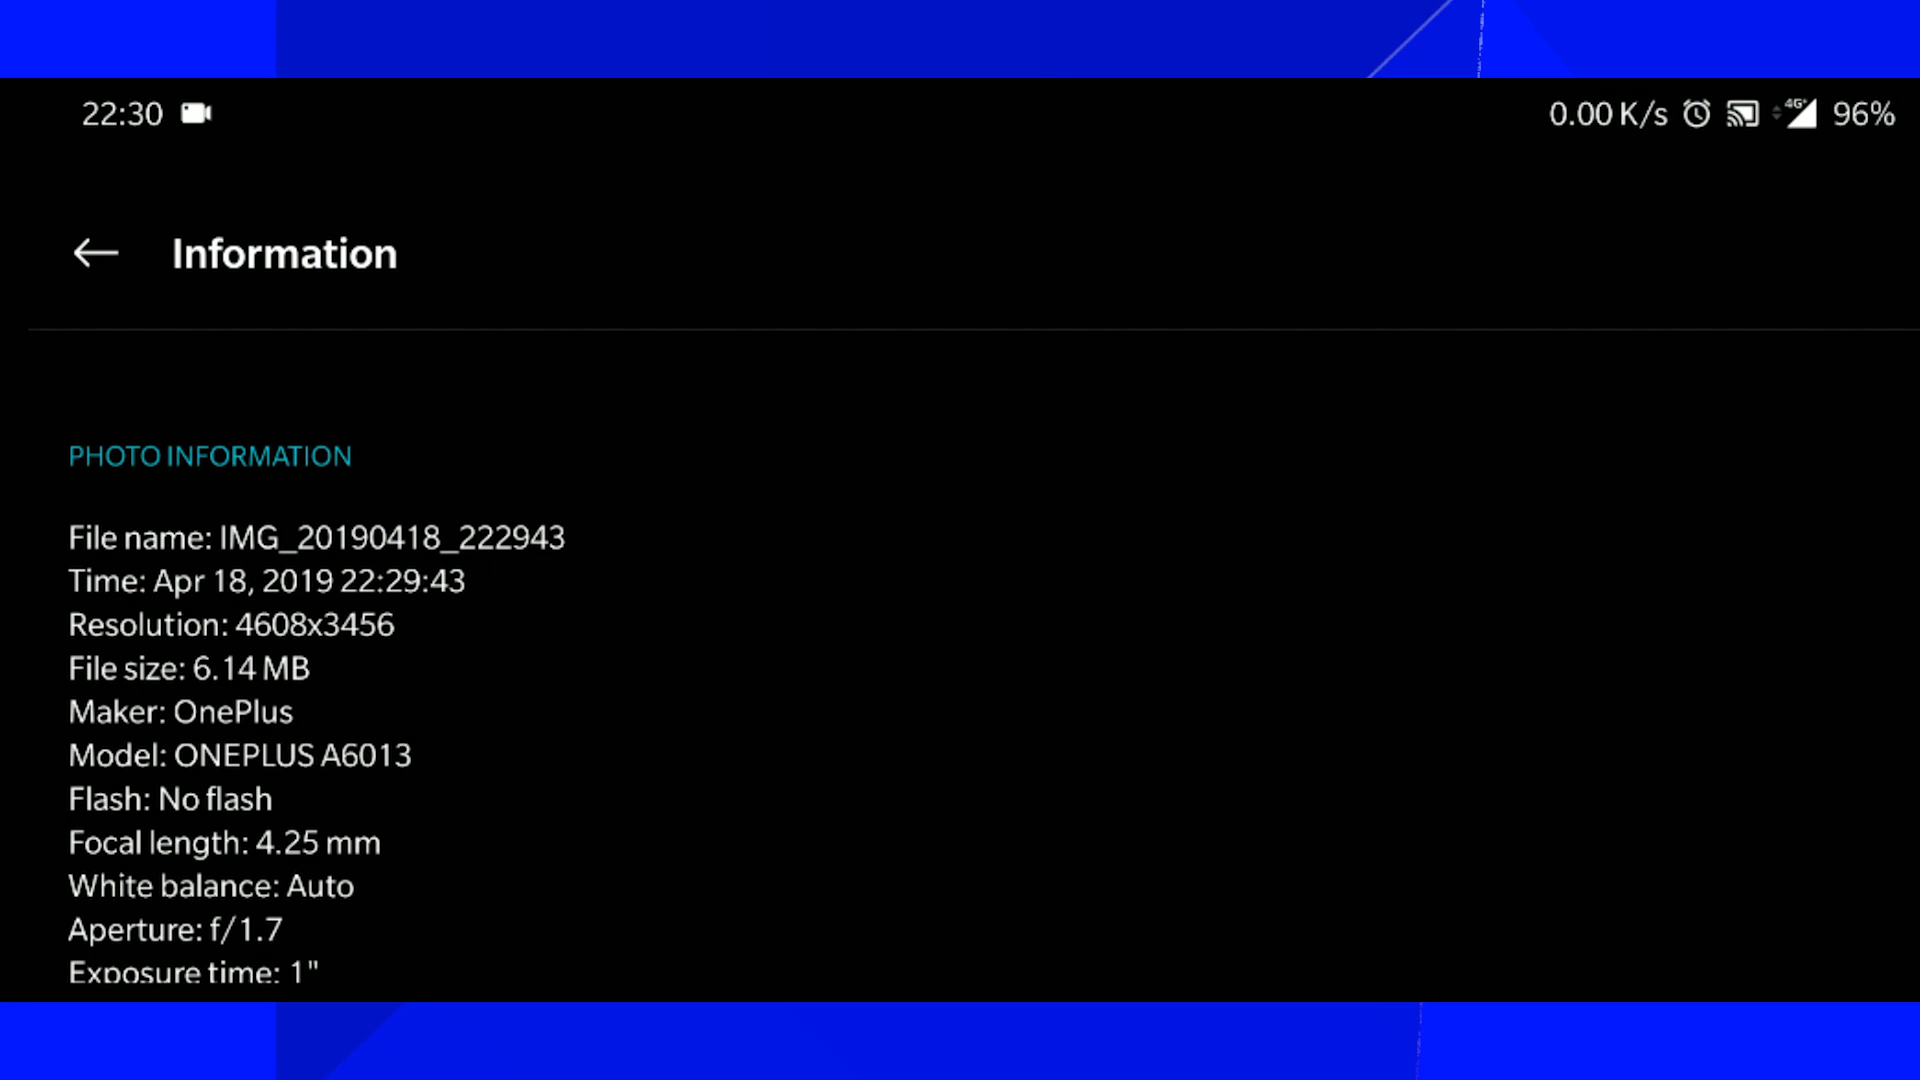 22:30 0.00 K/s 4G+ 96%
Information
PHOTO INFORMATION
File name: IMG_20190418_222943
Time: Apr 18, 2019 22:29:43
Resolution: 4608x3456
File size: 6.14 MB
Maker: OnePlus
Model: ONEPLUS A6013
Flash: No flash
Focal length: 4.25 mm
White balance: Auto
Aperture: f/1.7
Exposure time: 1"